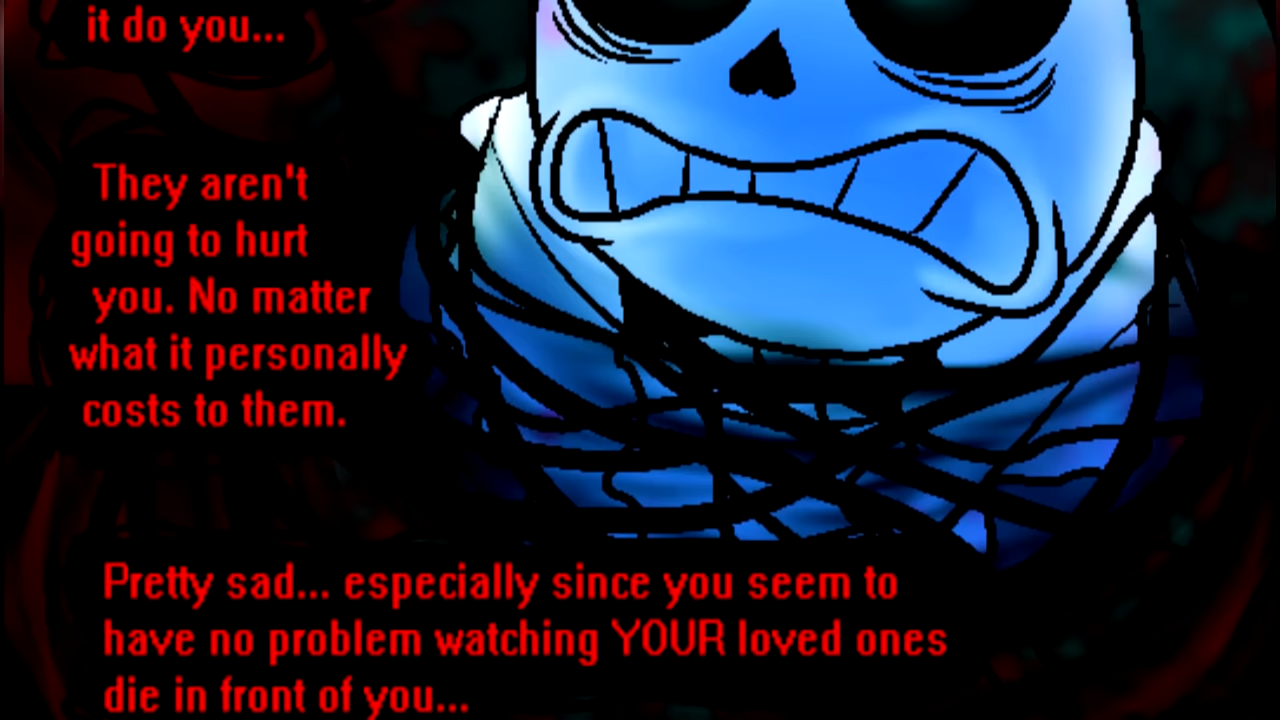 it do you...
They aren't
going to hurt
you. No matter
what it personally
costs to them.
Pretty sad... especially since you seem to
have no problem watching YOUR loved ones
die in front of you...